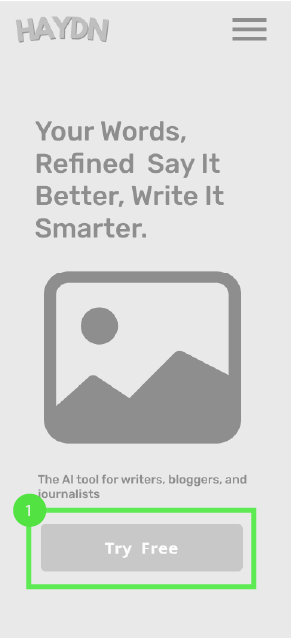 HAYDN
Your Words,
Refined Say It
Better, Write It
Smarter.
The AI tool for writers, bloggers, and
journalists
1
Try Free